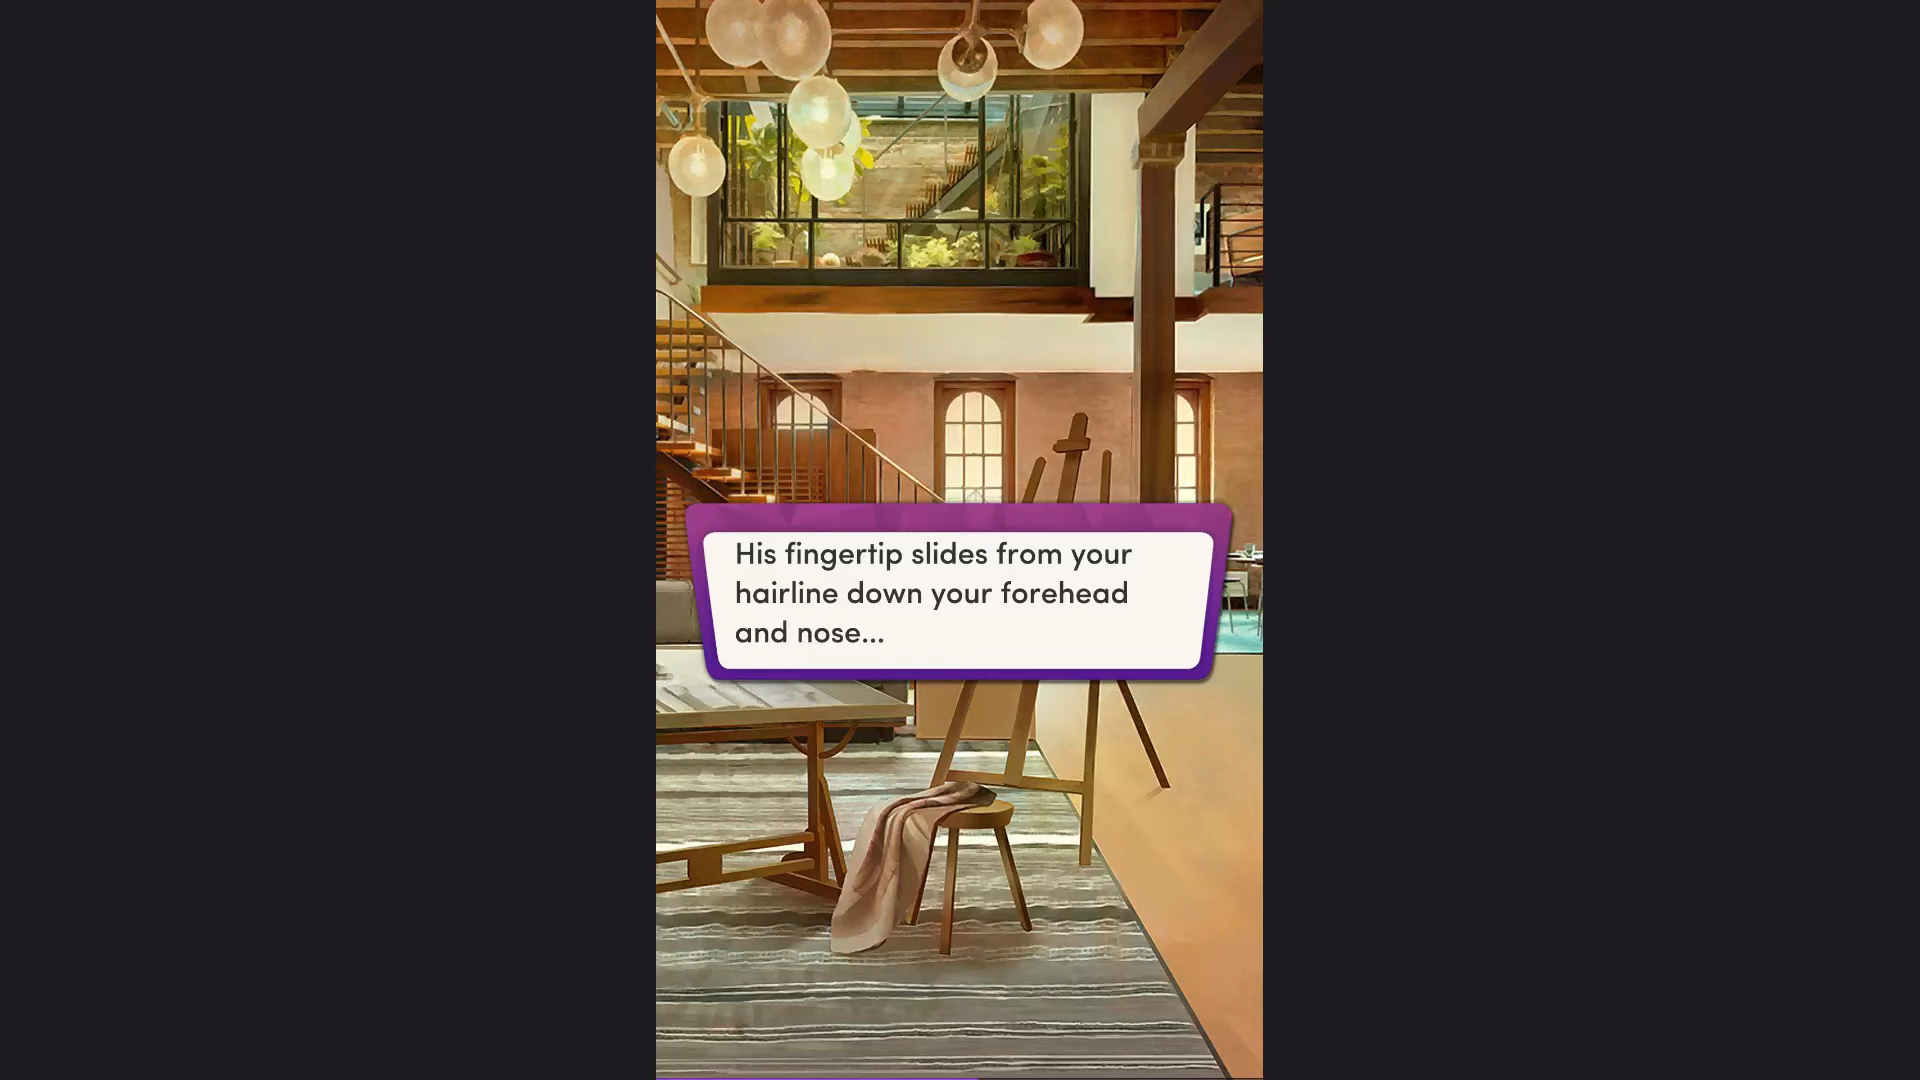 His fingertip slides from your
hairline down your forehead
and nose...